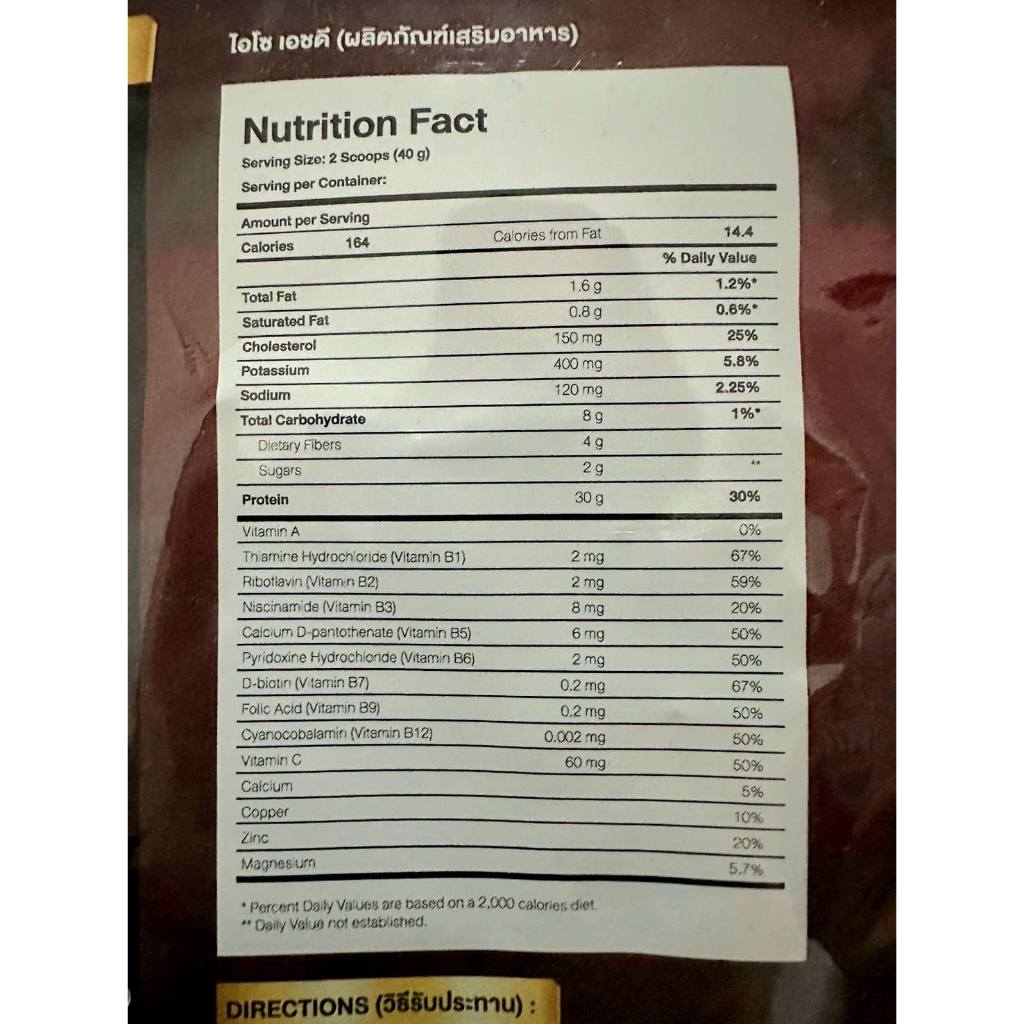 ไอโซ เอชดี (ผลิตภัณฑ์เสริมอาหาร)
Nutrition Fact
Serving Size: 2 Scoops (40 g)
Serving per Container:
Amount per Serving
Calories 164 Calories from Fat 14.4
% Daily Value
Total Fat 1.6 g 1.2%*
Saturated Fat 0.8 g 0.6%*
Cholesterol 150 mg 25%
Potassium 400 mg 5.8%
Sodium 120 mg 2.25%
Total Carbohydrate 8 g 1%*
Dietary Fibers 4 g
Sugars 2 g **
Protein 30 g 30%
Vitamin A 0%
Thiamine Hydrochloride (Vitamin B1) 2 mg 67%
Riboflavin (Vitamin B2) 2 mg 59%
Niacinamide (Vitamin B3) 8 mg 20%
Calcium D-pantothenate (Vitamin B5) 6 mg 50%
Pyridoxine Hydrochloride (Vitamin B6) 2 mg 50%
D-biotin (Vitamin B7) 0.2 mg 67%
Folic Acid (Vitamin B9) 0.2 mg 50%
Cyanocobalamin (Vitamin B12) 0.002 mg 50%
Vitamin C 60 mg 50%
Calcium 5%
Copper 10%
Zinc 20%
Magnesium 5.7%
* Percent Daily Values are based on a 2,000 calories diet.
** Daily Value not established.
DIRECTIONS (วิธีรับประทาน) :